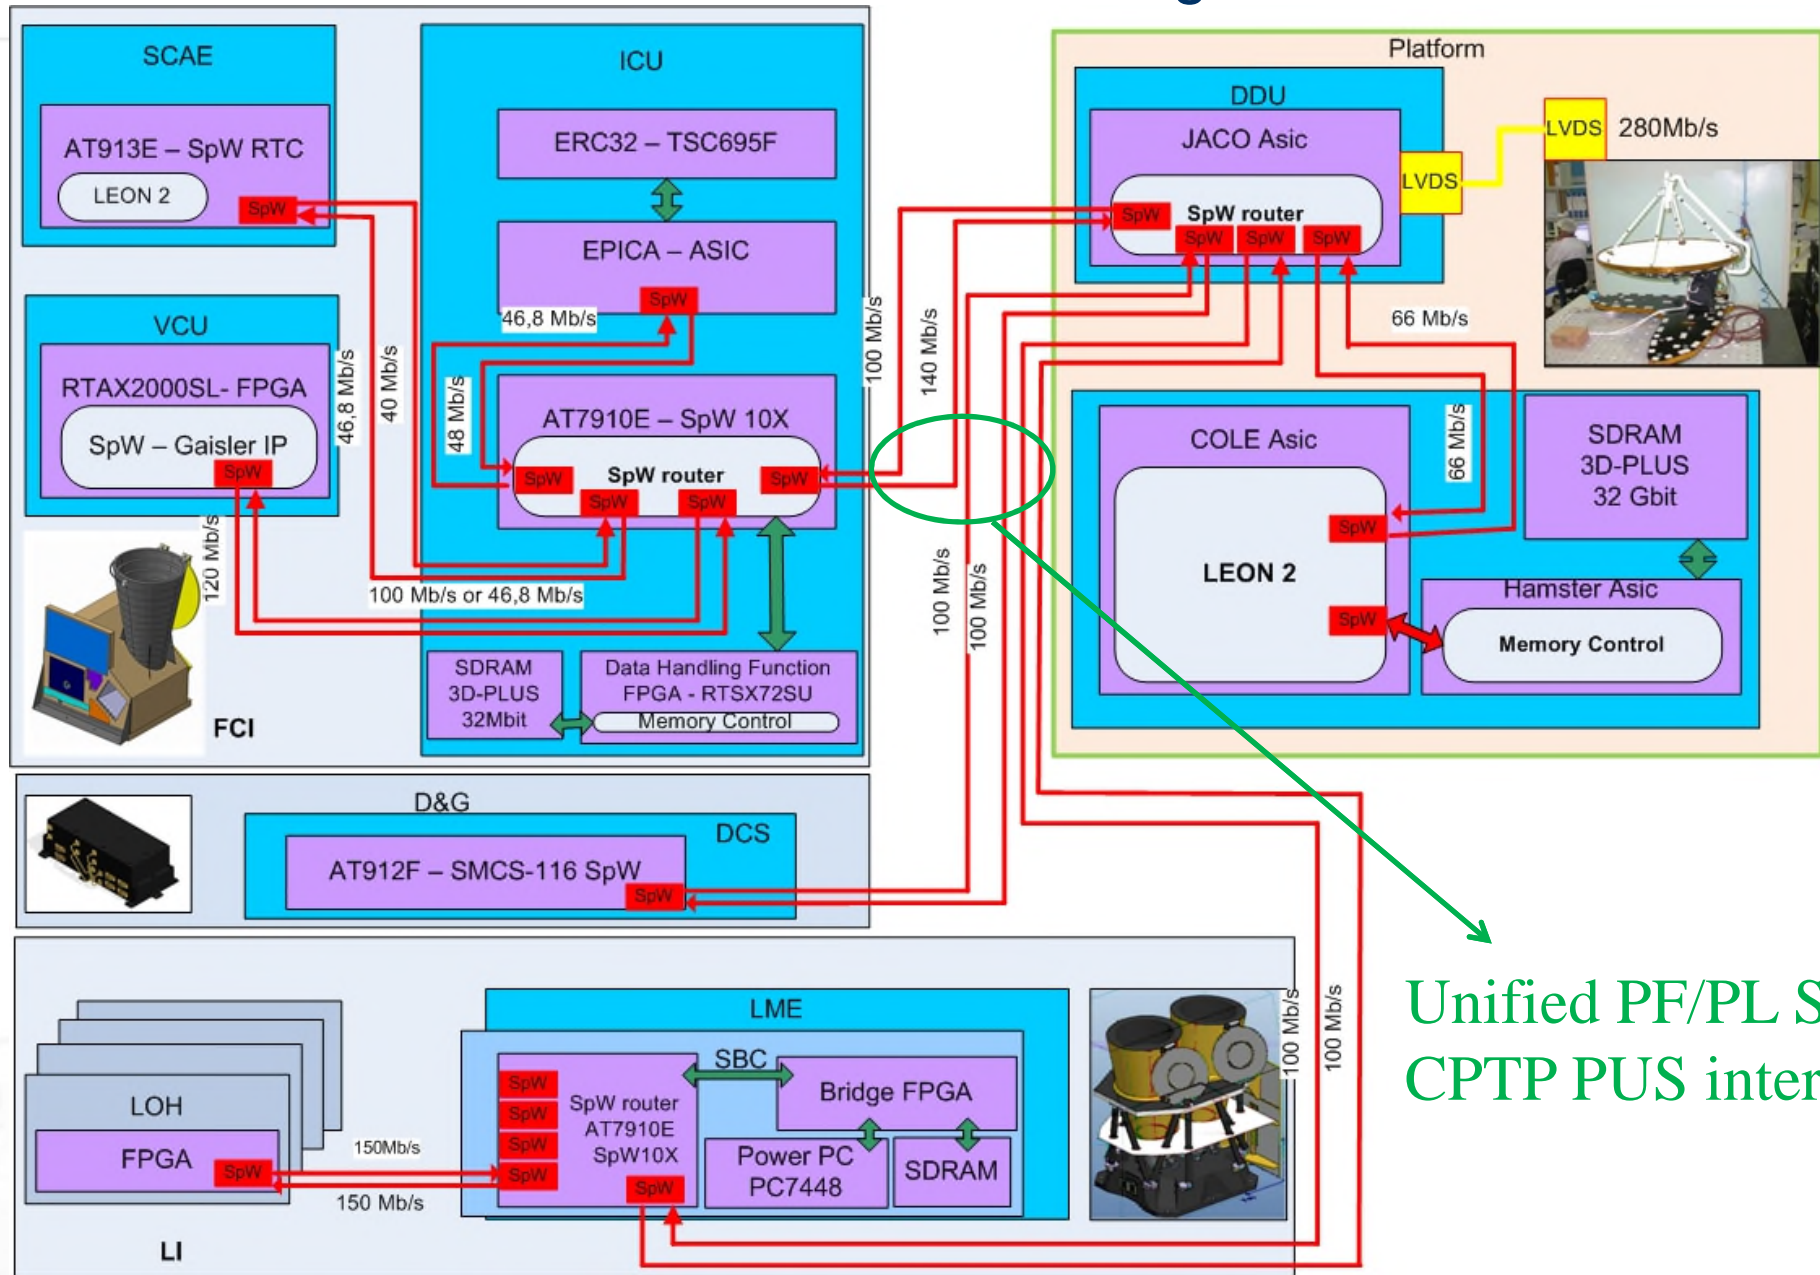 SCAE
AT913E – SpW RTC
LEON 2
SpW
VCU
RTAX2000SL- FPGA
SpW – Gaisler IP
SpW
120 Mb/s
46,8 Mb/s
40 Mb/s
FCI
ICU
ERC32 – TSC695F
EPICA – ASIC
SpW
46,8 Mb/s
48 Mb/s
AT7910E – SpW 10X
SpW router
SpW
SpW
SpW
SpW
100 Mb/s or 46,8 Mb/s
SDRAM
3D-PLUS
32Mbit
Data Handling Function
FPGA - RTSX72SU
Memory Control
100 Mb/s
140 Mb/s
100 Mb/s
100 Mb/s
Platform
DDU
JACO Asic
SpW router
SpW
SpW
SpW
SpW
LVDS
LVDS
280Mb/s
66 Mb/s
66 Mb/s
COLE Asic
LEON 2
SpW
SpW
SDRAM
3D-PLUS
32 Gbit
Hamster Asic
Memory Control
D&G
DCS
AT912F – SMCS-116 SpW
SpW
LOH
FPGA
SpW
150Mb/s
150 Mb/s
LI
LME
SBC
SpW
SpW
SpW
SpW
SpW router
AT7910E
SpW10X
SpW
Bridge FPGA
Power PC
PC7448
SDRAM
100 Mb/s
100 Mb/s
Unified PF/PL S
CPTP PUS inter